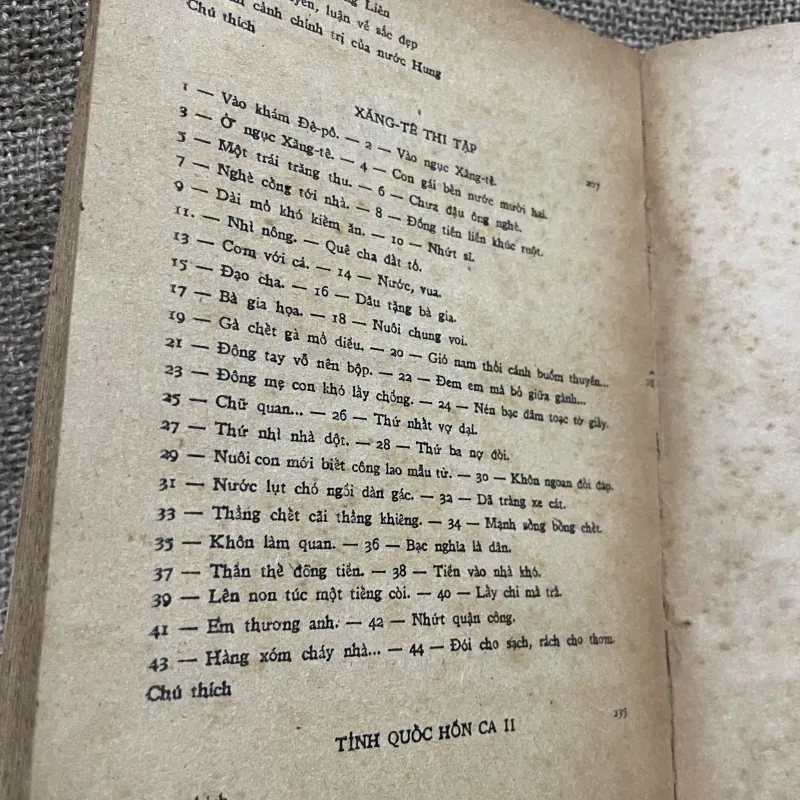 Liên
luận về sắc đẹp
cảnh chính trị của nước Hung
Chú thích
XĂNG-TÊ THI TẬP
207
1 — Vào khám Đệ-pô. — 2 — Vào ngục Xăng-tê.
3 — Ở ngục Xăng-tê. — 4 — Con gái bên nước mười hai.
5 — Một trái trăng thu. — 6 — Chưa đậu ông nghè.
7 — Nghè cồng tới nhà. — 8 — Đồng tiền liền khúc ruột.
9 — Dài mỏ khó kiếm ăn. — 10 — Nhứt sĩ.
11. — Nhì nông. — Quê cha đất tổ.
13 — Cơm với cá. — 14 — Nước, vua.
15 — Đạo cha. — 16 — Dâu tặng bà gia.
17 — Bà gia họa. — 18 — Nuôi chung voi.
19 — Gà chết gà mổ diều. — 20 — Gió nam thổi cánh buồm thuyền...
21 — Đông tay vỗ nên bộp. — 22 — Đem em mà bỏ giữa gành...
23 — Đông mẹ con khó lấy chồng. — 24 — Nén bạc đâm toạc tờ giấy.
25 — Chữ quan... — 26 — Thứ nhất vợ dại.
27 — Thứ nhì nhà dột. — 28 — Thứ ba nợ đòi.
29 — Nuôi con mới biết công lao mẫu từ. — 30 — Khôn ngoan đối đáp.
31 — Nước lụt chó ngồi dàn gác. — 32 — Dã tràng xe cát.
33 — Thằng chết cãi thằng khiêng. — 34 — Mạnh sống bồng chết.
35 — Khôn làm quan. — 36 — Bạc nghĩa là dân.
37 — Thần thế đồng tiền. — 38 — Tiền vào nhà khó.
39 — Lên non túc một tiếng còi. — 40 — Lấy chi mà trả.
41 — Em thương anh. — 42 — Nhứt quận công.
43 — Hàng xóm cháy nhà... — 44 — Đói cho sạch, rách cho thơm.
Chú thích
TỈNH QUỐC HỒN CA II
235